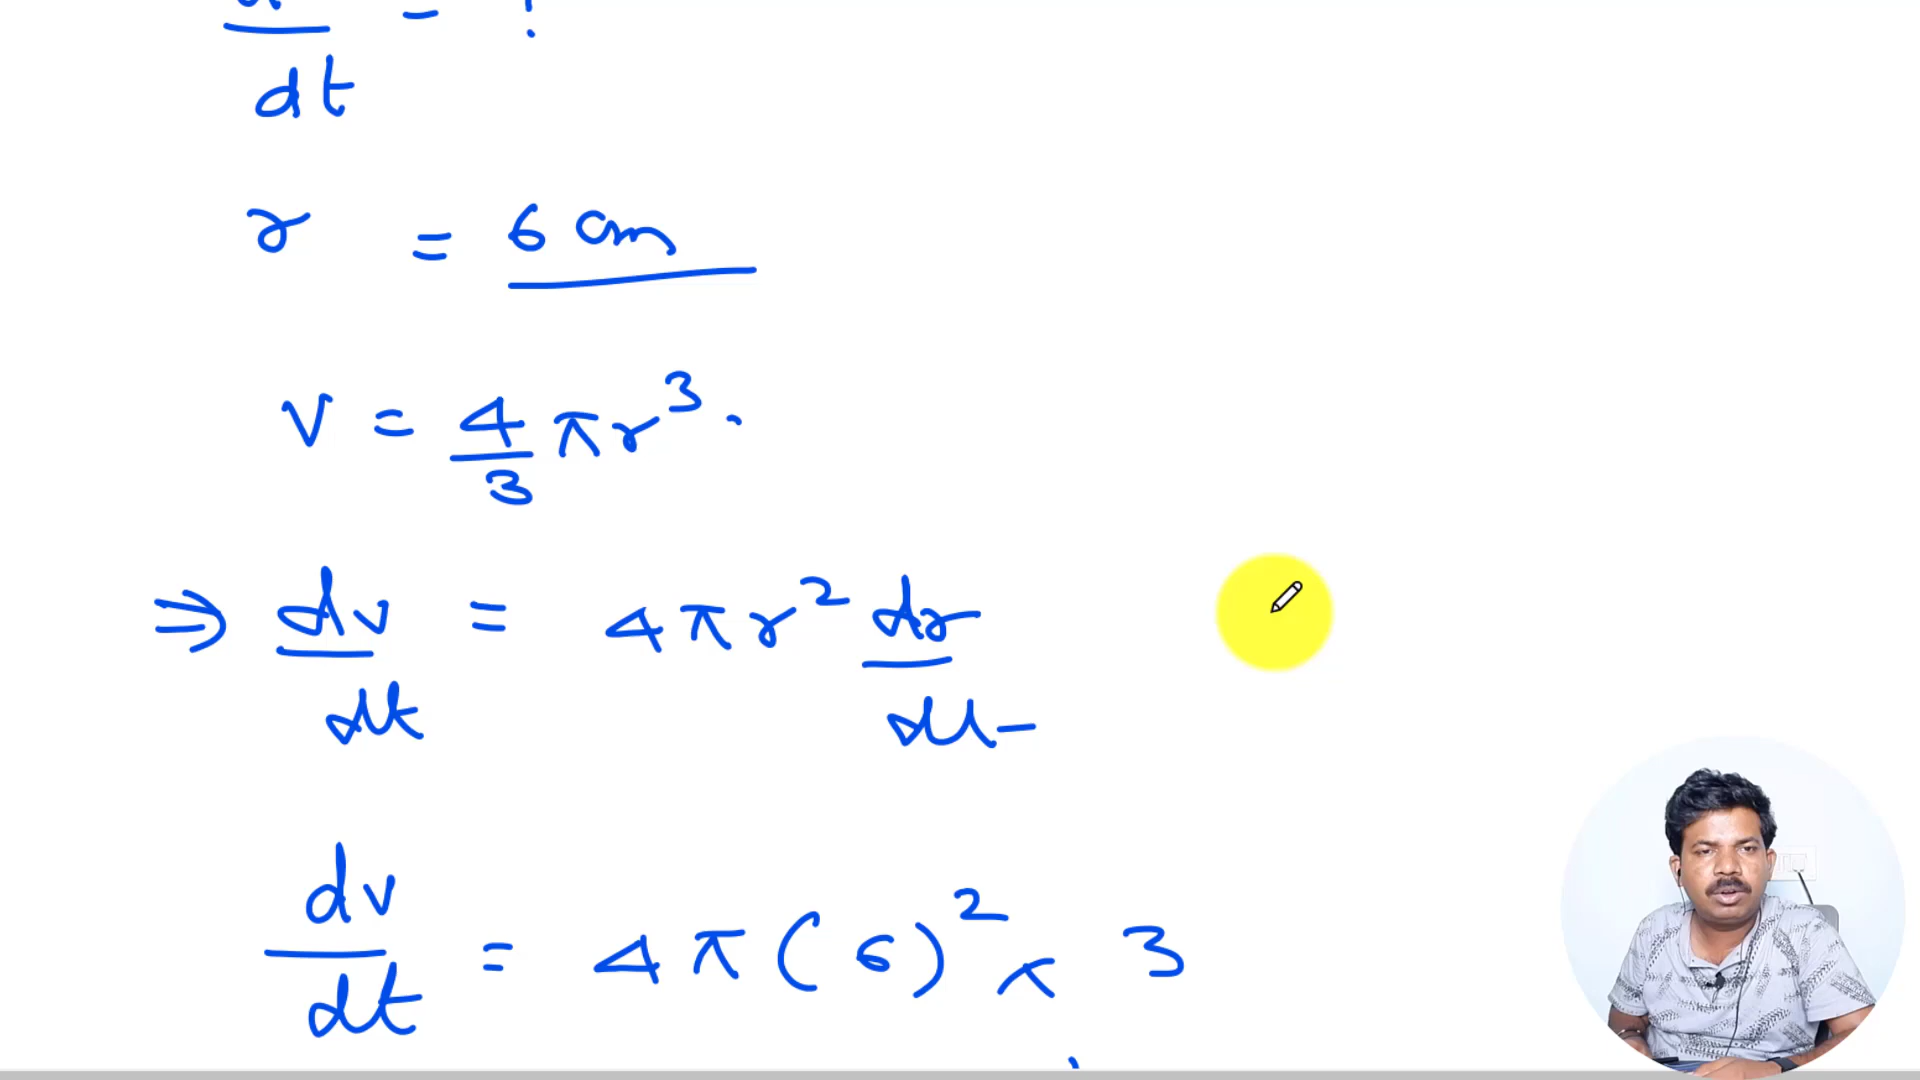 dt = ?
r = 6 cm
V = 4/3 πr³.
⇒ dv/dt = 4πr² dr/dt
dv/dt = 4π(6)² × 3